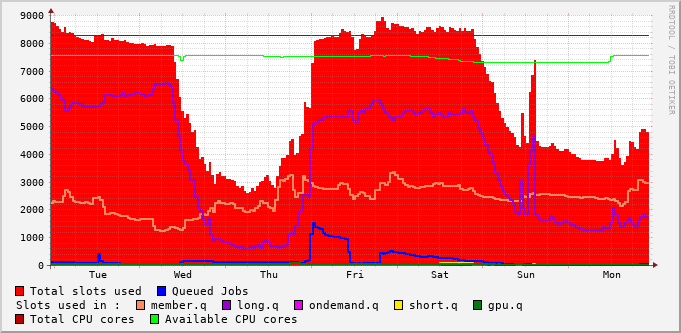 9000
8000
7000
6000
5000
4000
3000
2000
1000
0
Tue Wed Thu Fri Sat Sun Mon
RRDTOOL / TOBI OETIKER
Total slots used Queued Jobs
Slots used in : member.q long.q ondemand.q short.q gpu.q
Total CPU cores Available CPU cores